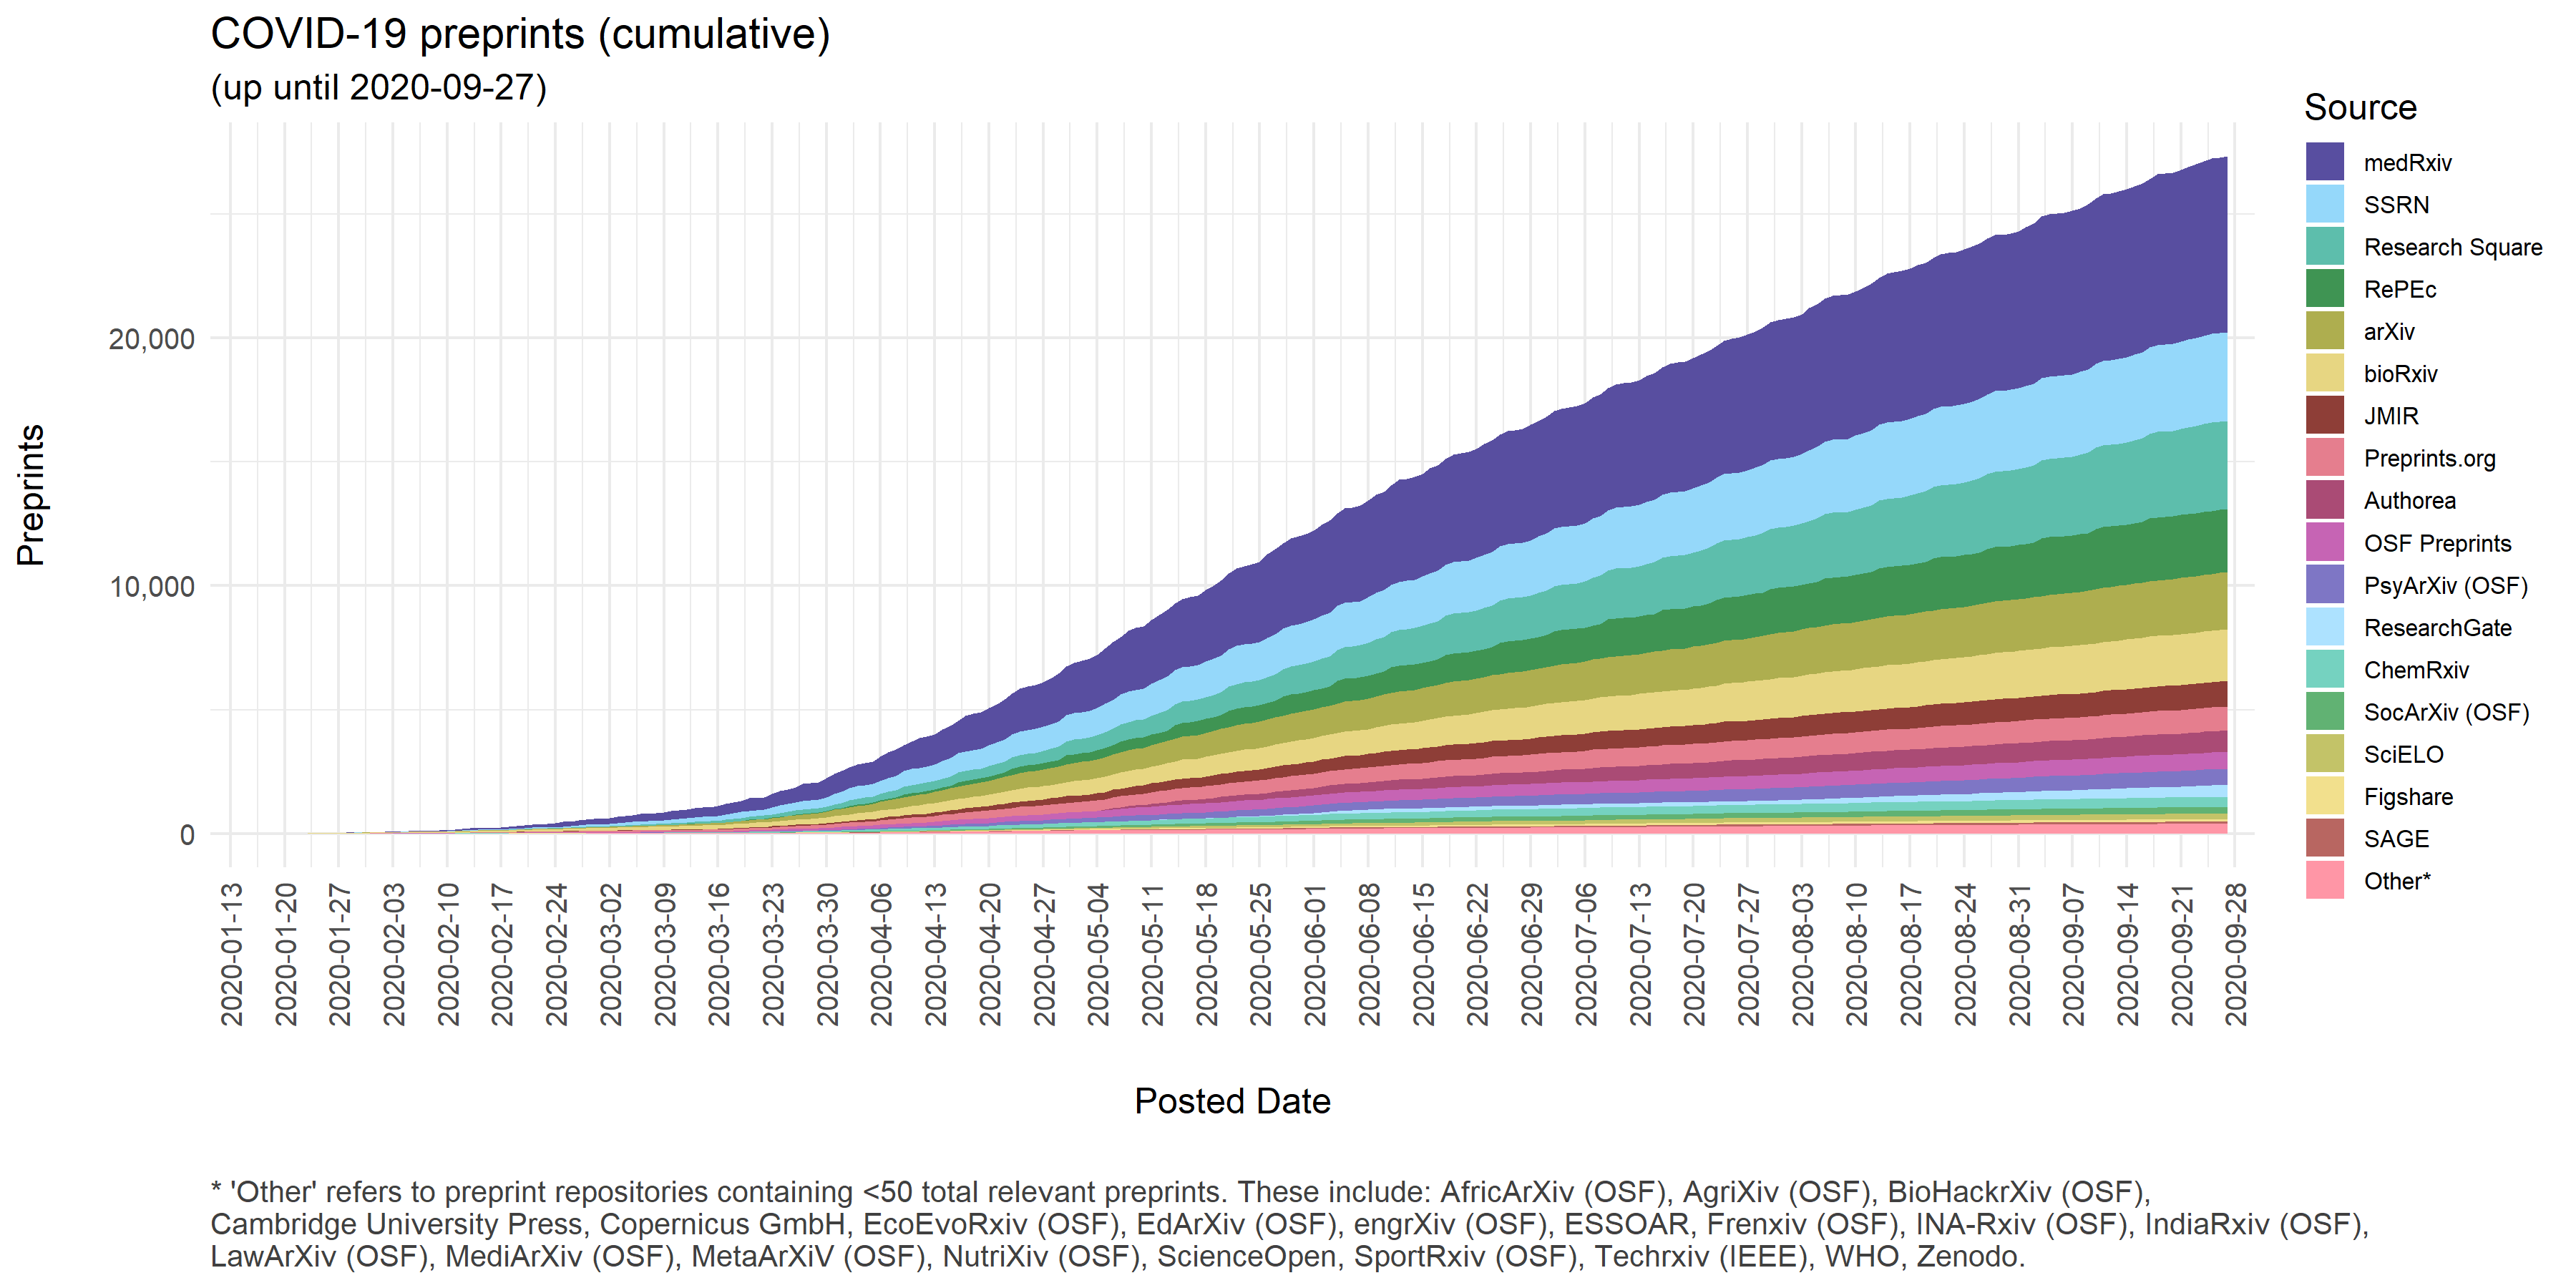 COVID-19 preprints (cumulative)
(up until 2020-09-27)
Preprints
20,000
10,000
0
2020-01-13
2020-01-20
2020-01-27
2020-02-03
2020-02-10
2020-02-17
2020-02-24
2020-03-02
2020-03-09
2020-03-16
2020-03-23
2020-03-30
2020-04-06
2020-04-13
2020-04-20
2020-04-27
2020-05-04
2020-05-11
2020-05-18
2020-05-25
2020-06-01
2020-06-08
2020-06-15
2020-06-22
2020-06-29
2020-07-06
2020-07-13
2020-07-20
2020-07-27
2020-08-03
2020-08-10
2020-08-17
2020-08-24
2020-08-31
2020-09-07
2020-09-14
2020-09-21
2020-09-28
Posted Date
Source
medRxiv
SSRN
Research Square
RePEc
arXiv
bioRxiv
JMIR
Preprints.org
Authorea
OSF Preprints
PsyArXiv (OSF)
ResearchGate
ChemRxiv
SocArXiv (OSF)
SciELO
Figshare
SAGE
Other*
* 'Other' refers to preprint repositories containing <50 total relevant preprints. These include: AfricArXiv (OSF), AgriXiv (OSF), BioHackrXiv (OSF),
Cambridge University Press, Copernicus GmbH, EcoEvoRxiv (OSF), EdArXiv (OSF), engrXiv (OSF), ESSOAR, Frenxiv (OSF), INA-Rxiv (OSF), IndiaRxiv (OSF),
LawArXiv (OSF), MediArXiv (OSF), MetaArXiV (OSF), NutriXiv (OSF), ScienceOpen, SportRxiv (OSF), Techrxiv (IEEE), WHO, Zenodo.